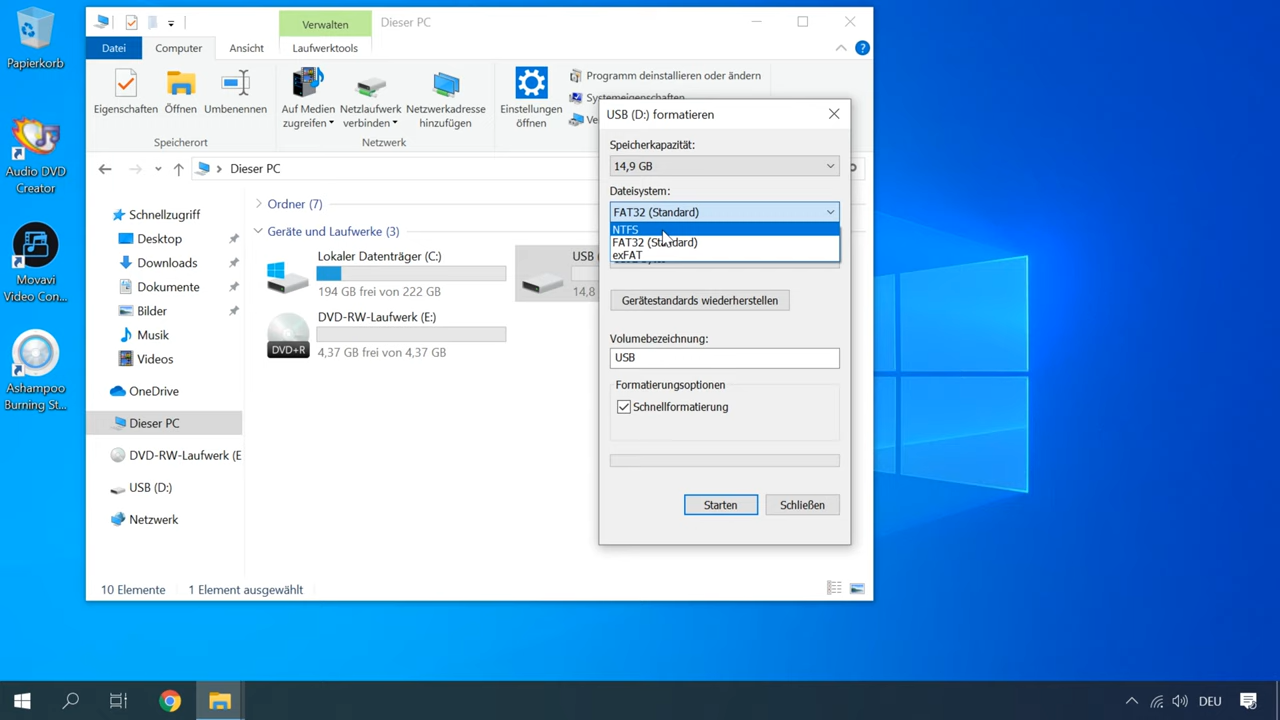 Papierkorb
Audio DVD
Creator
Movavi
Video Con...
Ashampoo
Burning St...
Verwalten
Dieser PC
Datei
Computer
Ansicht
Laufwerktools
Eigenschaften
Öffnen
Umbenennen
Auf Medien
zugreifen
Netzlaufwerk
verbinden
Netzwerkadresse
hinzufügen
Einstellungen
öffnen
Programm deinstallieren oder ändern
Systemeigenschaften
Speicherort
Netzwerk
Dieser PC
Schnellzugriff
Desktop
Downloads
Dokumente
Bilder
Musik
Videos
OneDrive
Dieser PC
DVD-RW-Laufwerk (E
USB (D:)
Netzwerk
Ordner (7)
Geräte und Laufwerke (3)
Lokaler Datenträger (C:)
194 GB frei von 222 GB
USB (
14,8
DVD-RW-Laufwerk (E:)
DVD+R
4,37 GB frei von 4,37 GB
10 Elemente
1 Element ausgewählt
USB (D:) formatieren
Speicherkapazität:
14,9 GB
Dateisystem:
FAT32 (Standard)
NTFS
FAT32 (Standard)
exFAT
Gerätestandards wiederherstellen
Volumebezeichnung:
USB
Formatierungsoptionen
Schnellformatierung
Starten
Schließen
DEU